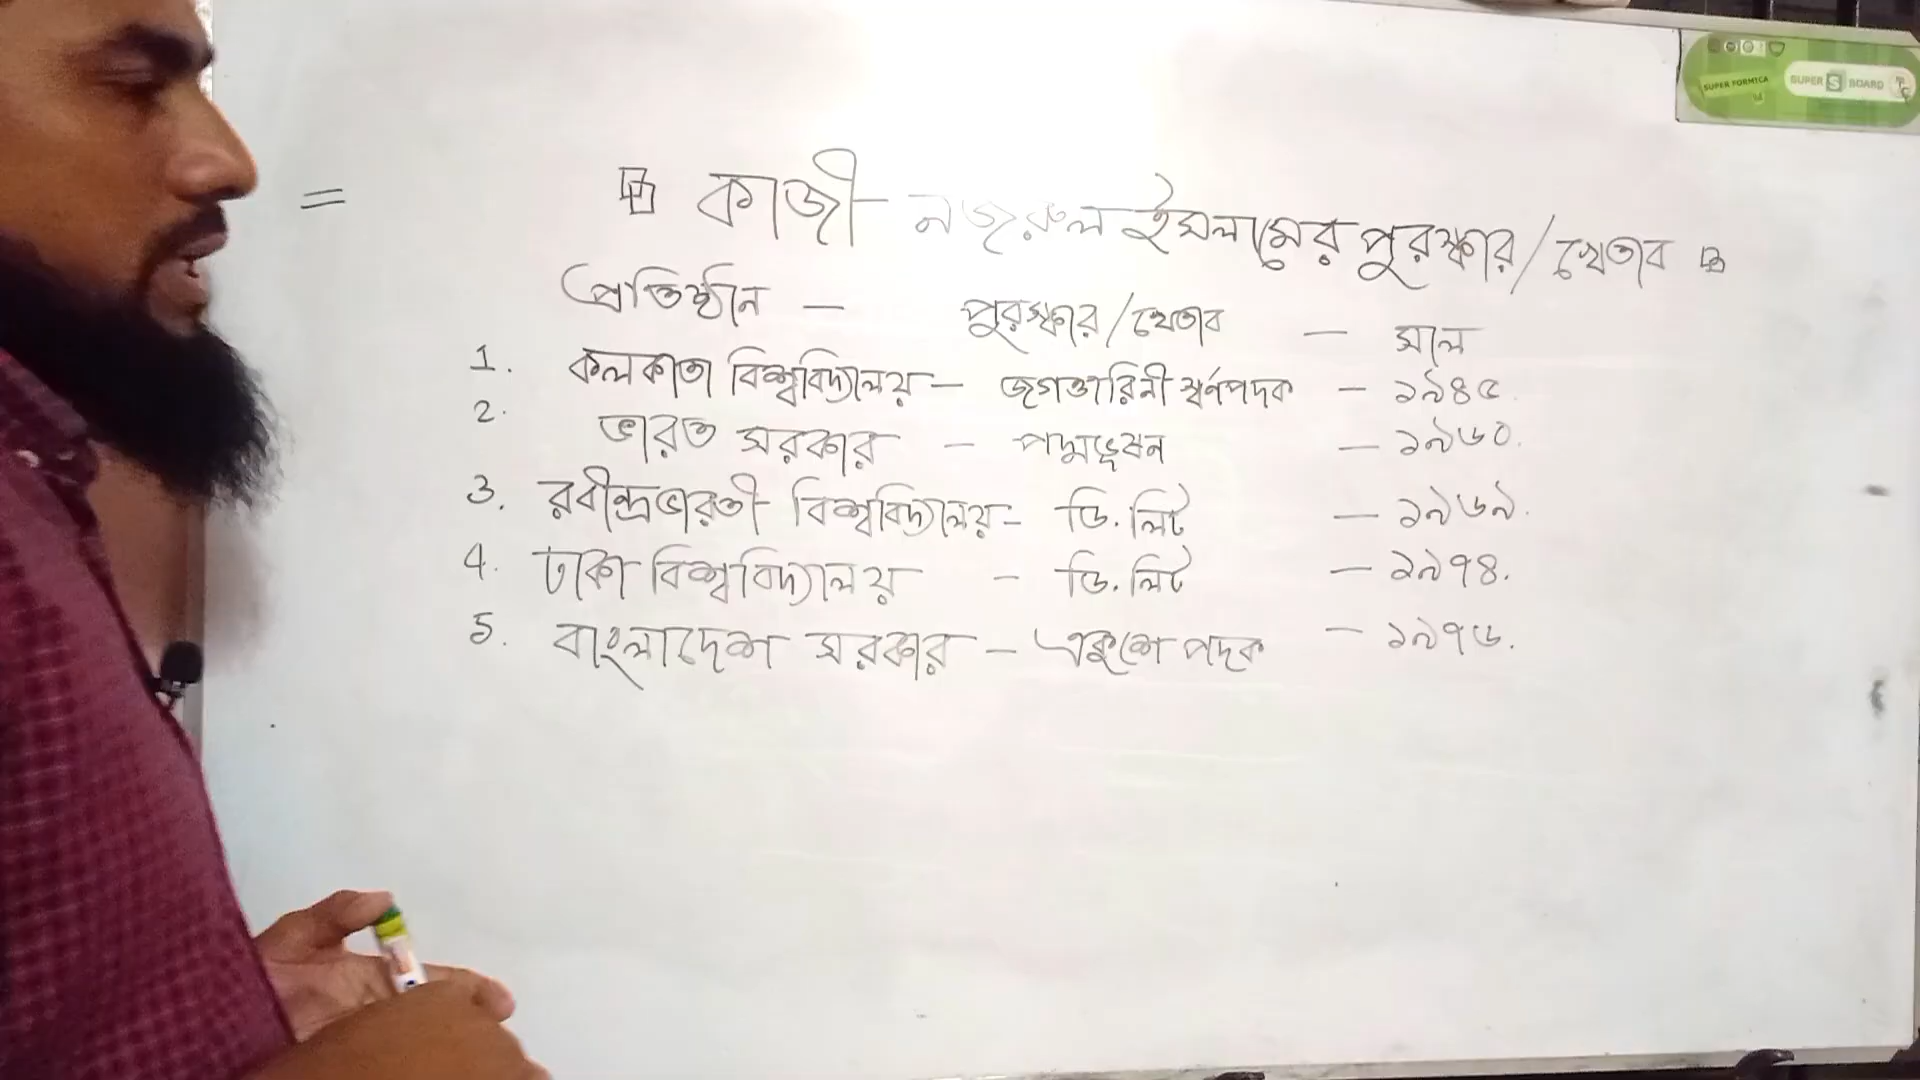 SUPER FORMICA SUPER S BOARD
= কাজী নজরুল ইসলামের পুরস্কার/খেতাব
প্রতিষ্ঠান — পুরস্কার/খেতাব — সাল
1. কলকাতা বিশ্ববিদ্যালয় — জগত্তারিনী স্বর্ণপদক — ১৯৪৫
2. ভারত সরকার — পদ্মভূষন — ১৯৬০.
3. রবীন্দ্রভারতী বিশ্ববিদ্যালয় - ডি.লিট — ১৯৬৯.
4. ঢাকা বিশ্ববিদ্যালয় — ডি.লিট — ১৯৭৪.
5. বাংলাদেশ সরকার — একুশে পদক — ১৯৭৬.